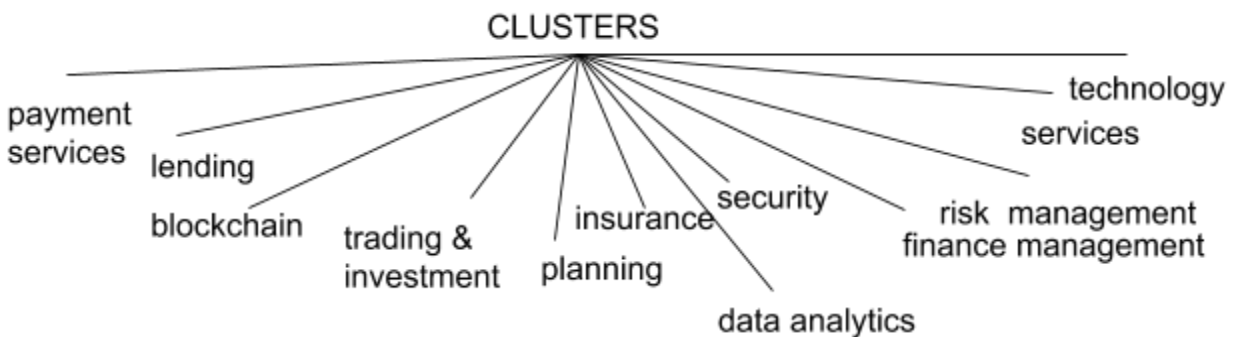 CLUSTERS
payment
services
lending
blockchain
trading &
investment
planning
insurance
security
data analytics
technology
services
risk management
finance management